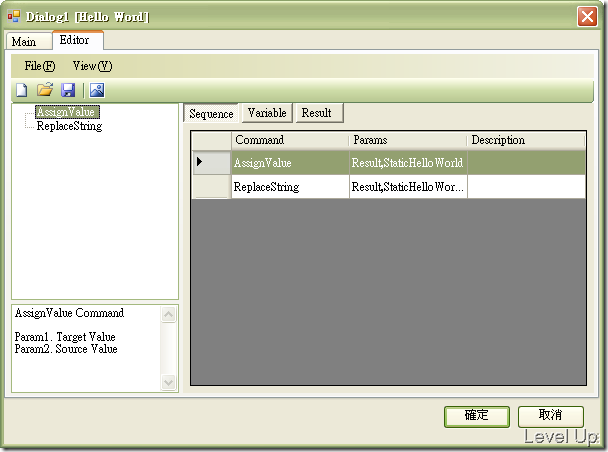 Dialog1 [Hello Word]
Main Editor
File(F) View(V)
AssignValue
ReplaceString
Sequence Variable Result
Command Params Description
AssignValue Result,StaticHelloWorld
ReplaceString Result,StaticHelloWor...
AssignValue Command
Param1. Target Value
Param2. Source Value
確定 取消
Level Up